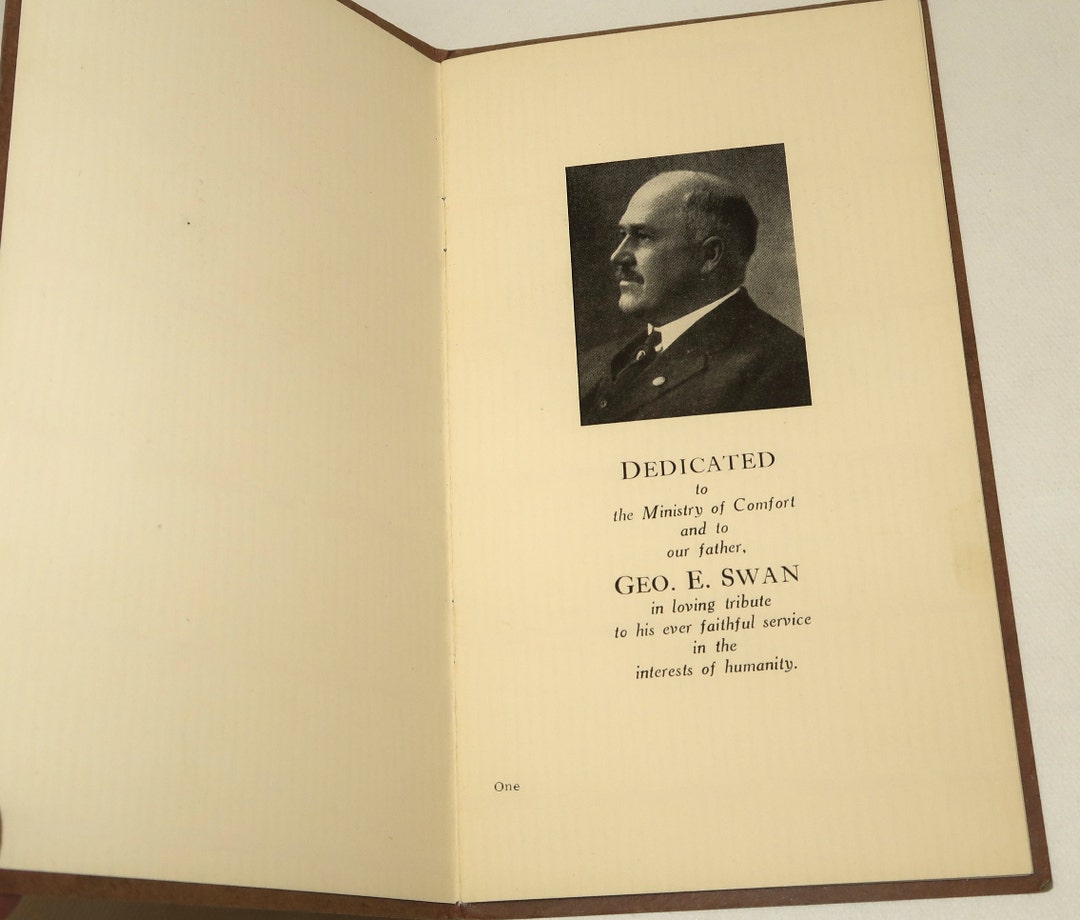 DEDICATED
to
the Ministry of Comfort
and to
our father,
GEO. E. SWAN
in loving tribute
to his ever faithful service
in the
interests of humanity.
One